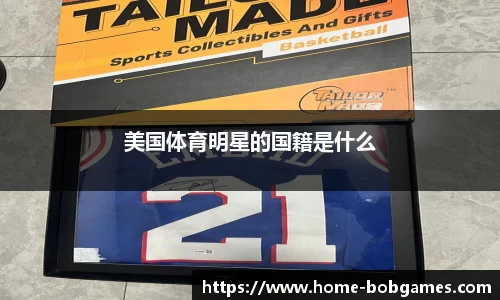 TAILOR
MADE
Sports Collectibles And Gifts
Basketball
TAILOR
MADE
TM
美国体育明星的国籍是什么
EMBIID
21
https://www.home-bobgames.com